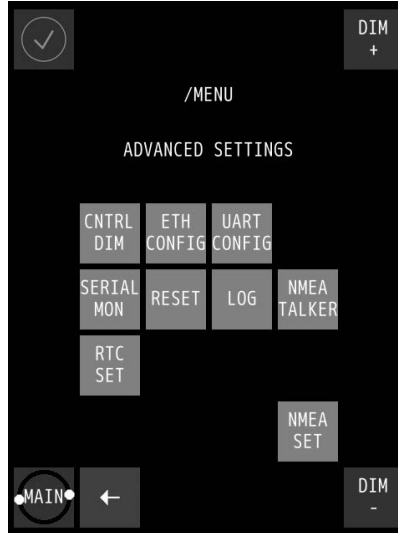 DIM
+
/MENU
ADVANCED SETTINGS
CNTRL DIM
ETH CONFIG
UART CONFIG
SERIAL MON
RESET
LOG
NMEA TALKER
RTC SET
NMEA SET
MAIN
DIM
-